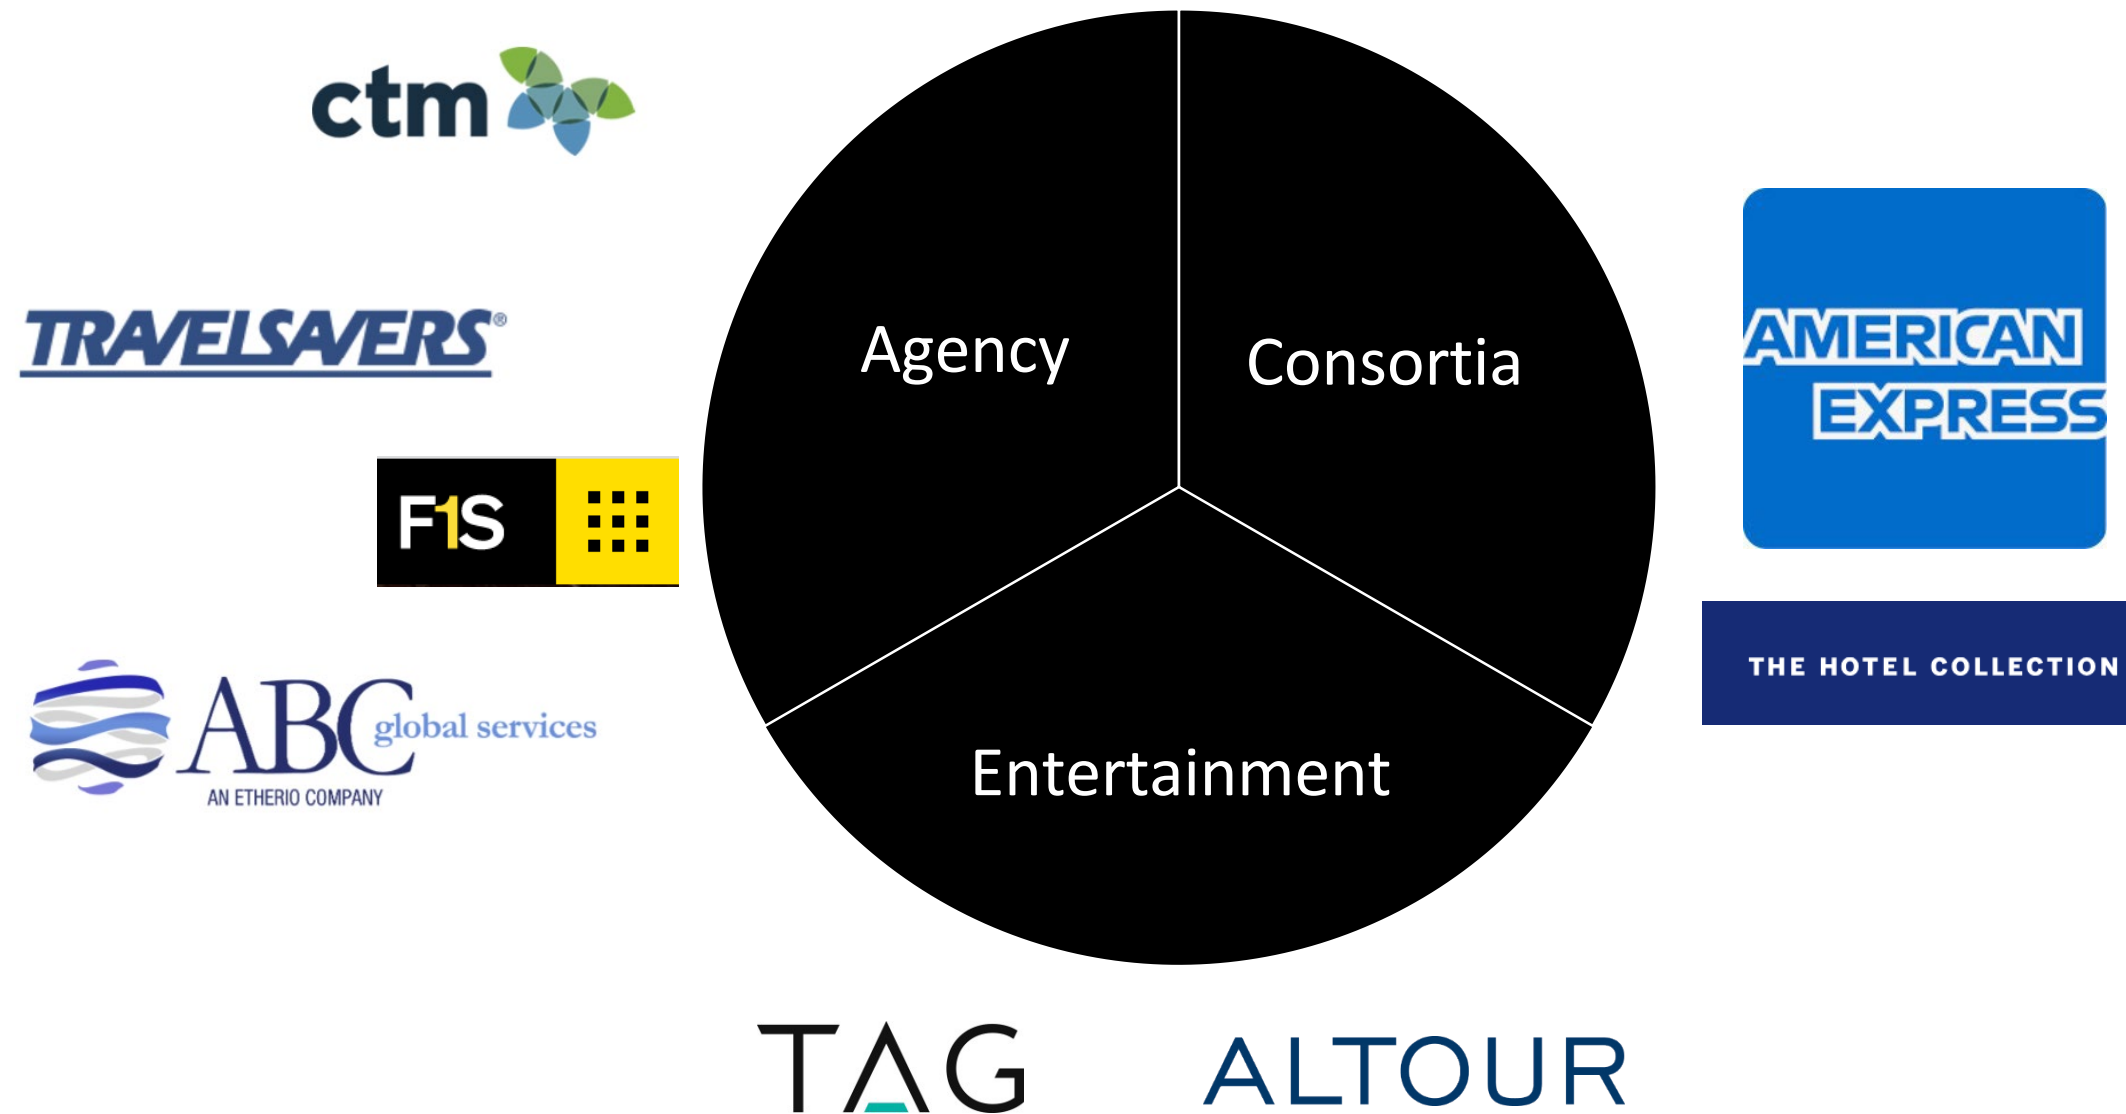 ctm
TRAVELSAVERS®
F1S
ABC global services
AN ETHERIO COMPANY
Agency
Consortia
Entertainment
AMERICAN
EXPRESS
THE HOTEL COLLECTION
TAG
ALTOUR